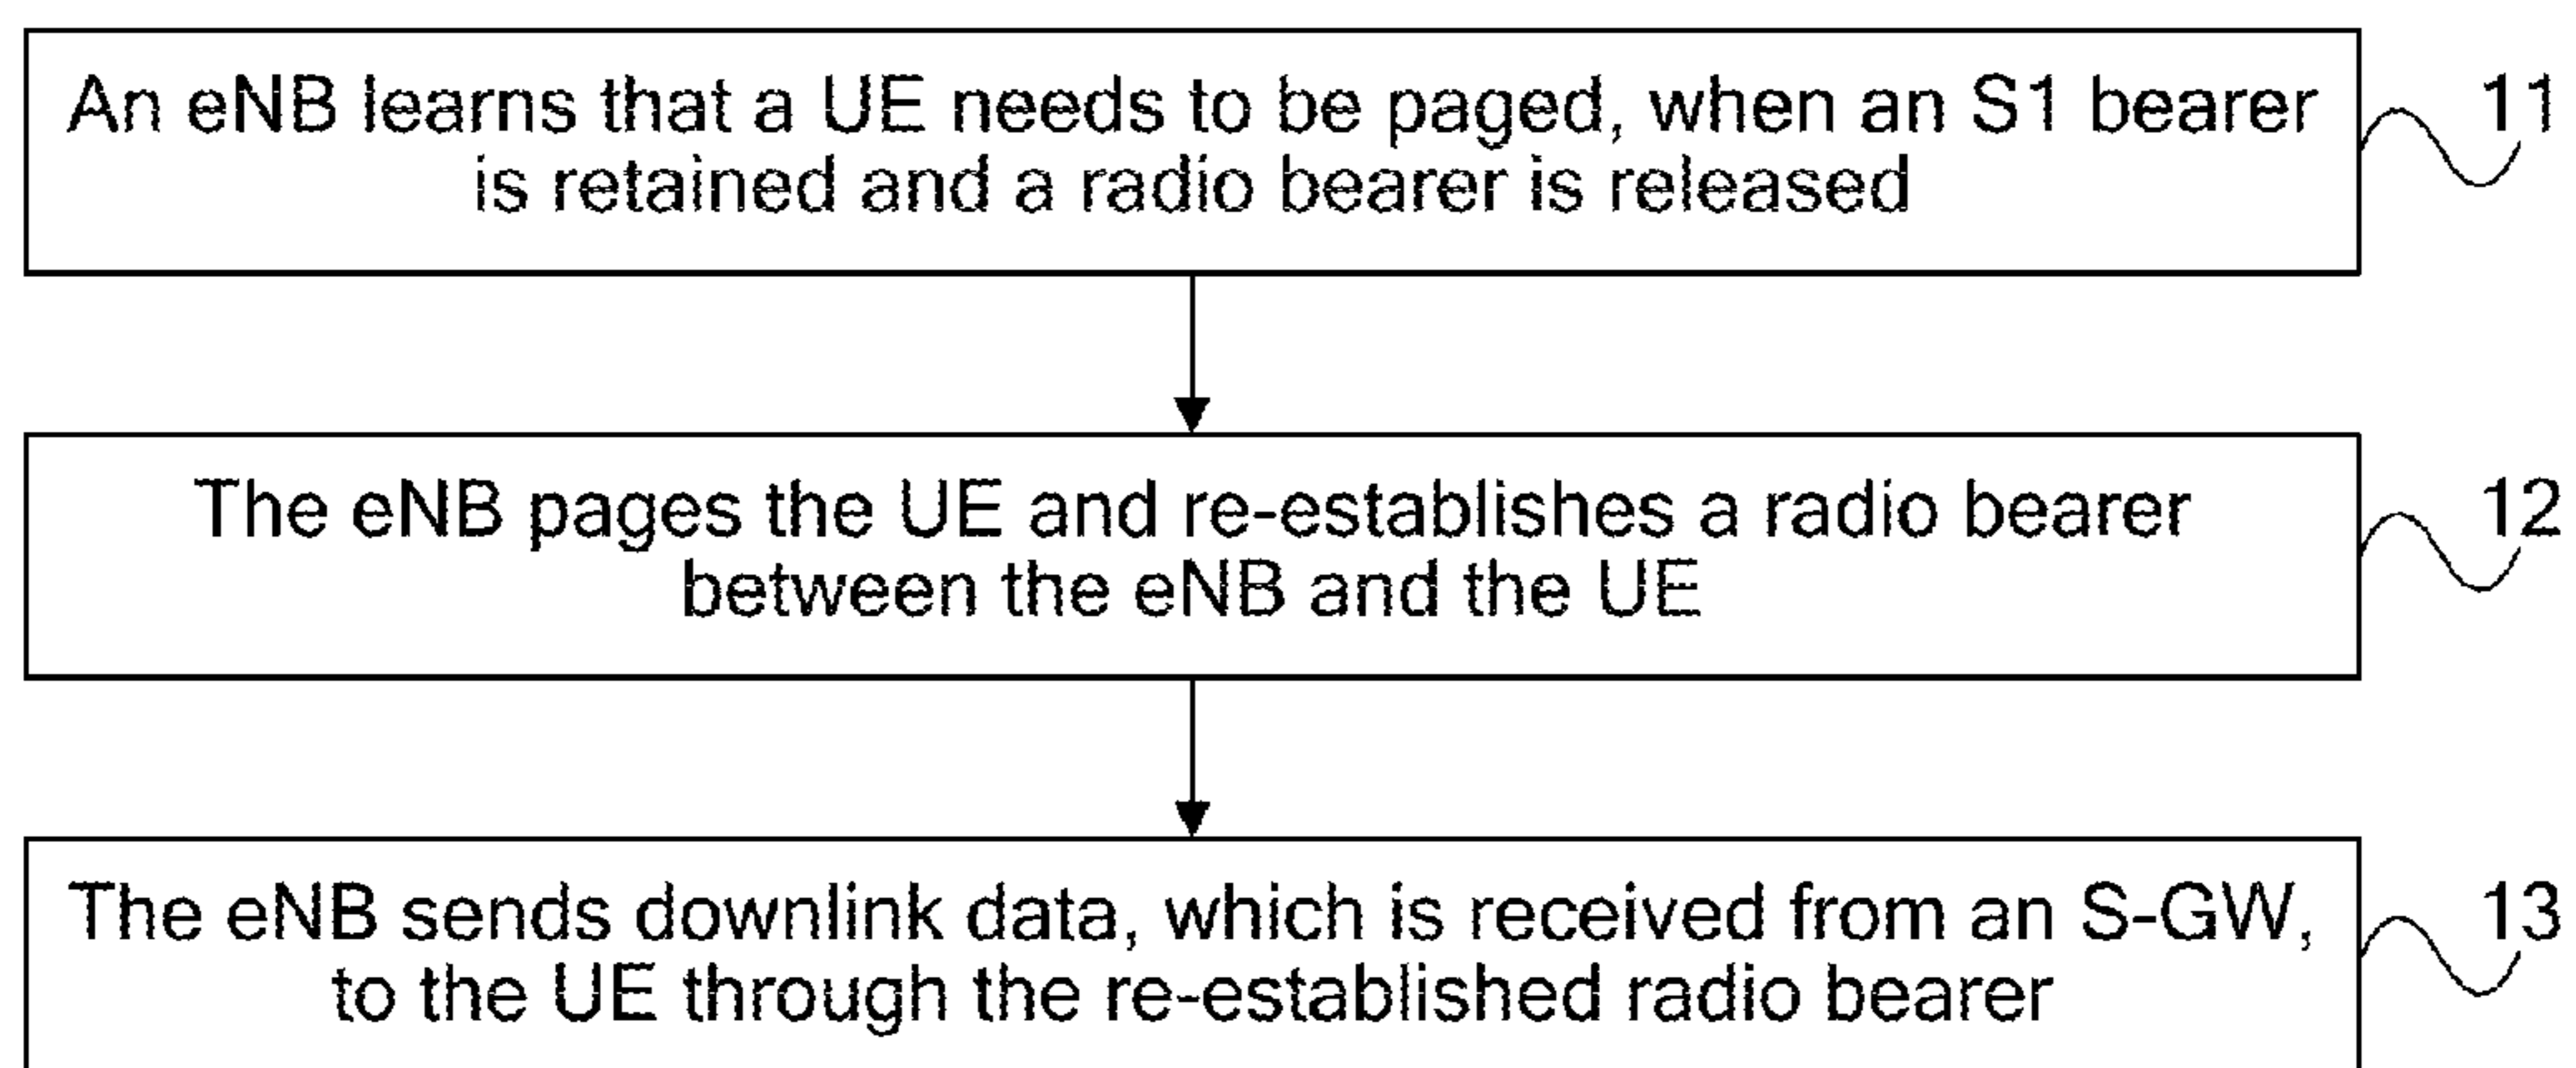 An eNB learns that a UE needs to be paged, when an S1 bearer
is retained and a radio bearer is released
11
The eNB pages the UE and re-establishes a radio bearer
between the eNB and the UE
12
The eNB sends downlink data, which is received from an S-GW,
to the UE through the re-established radio bearer
13